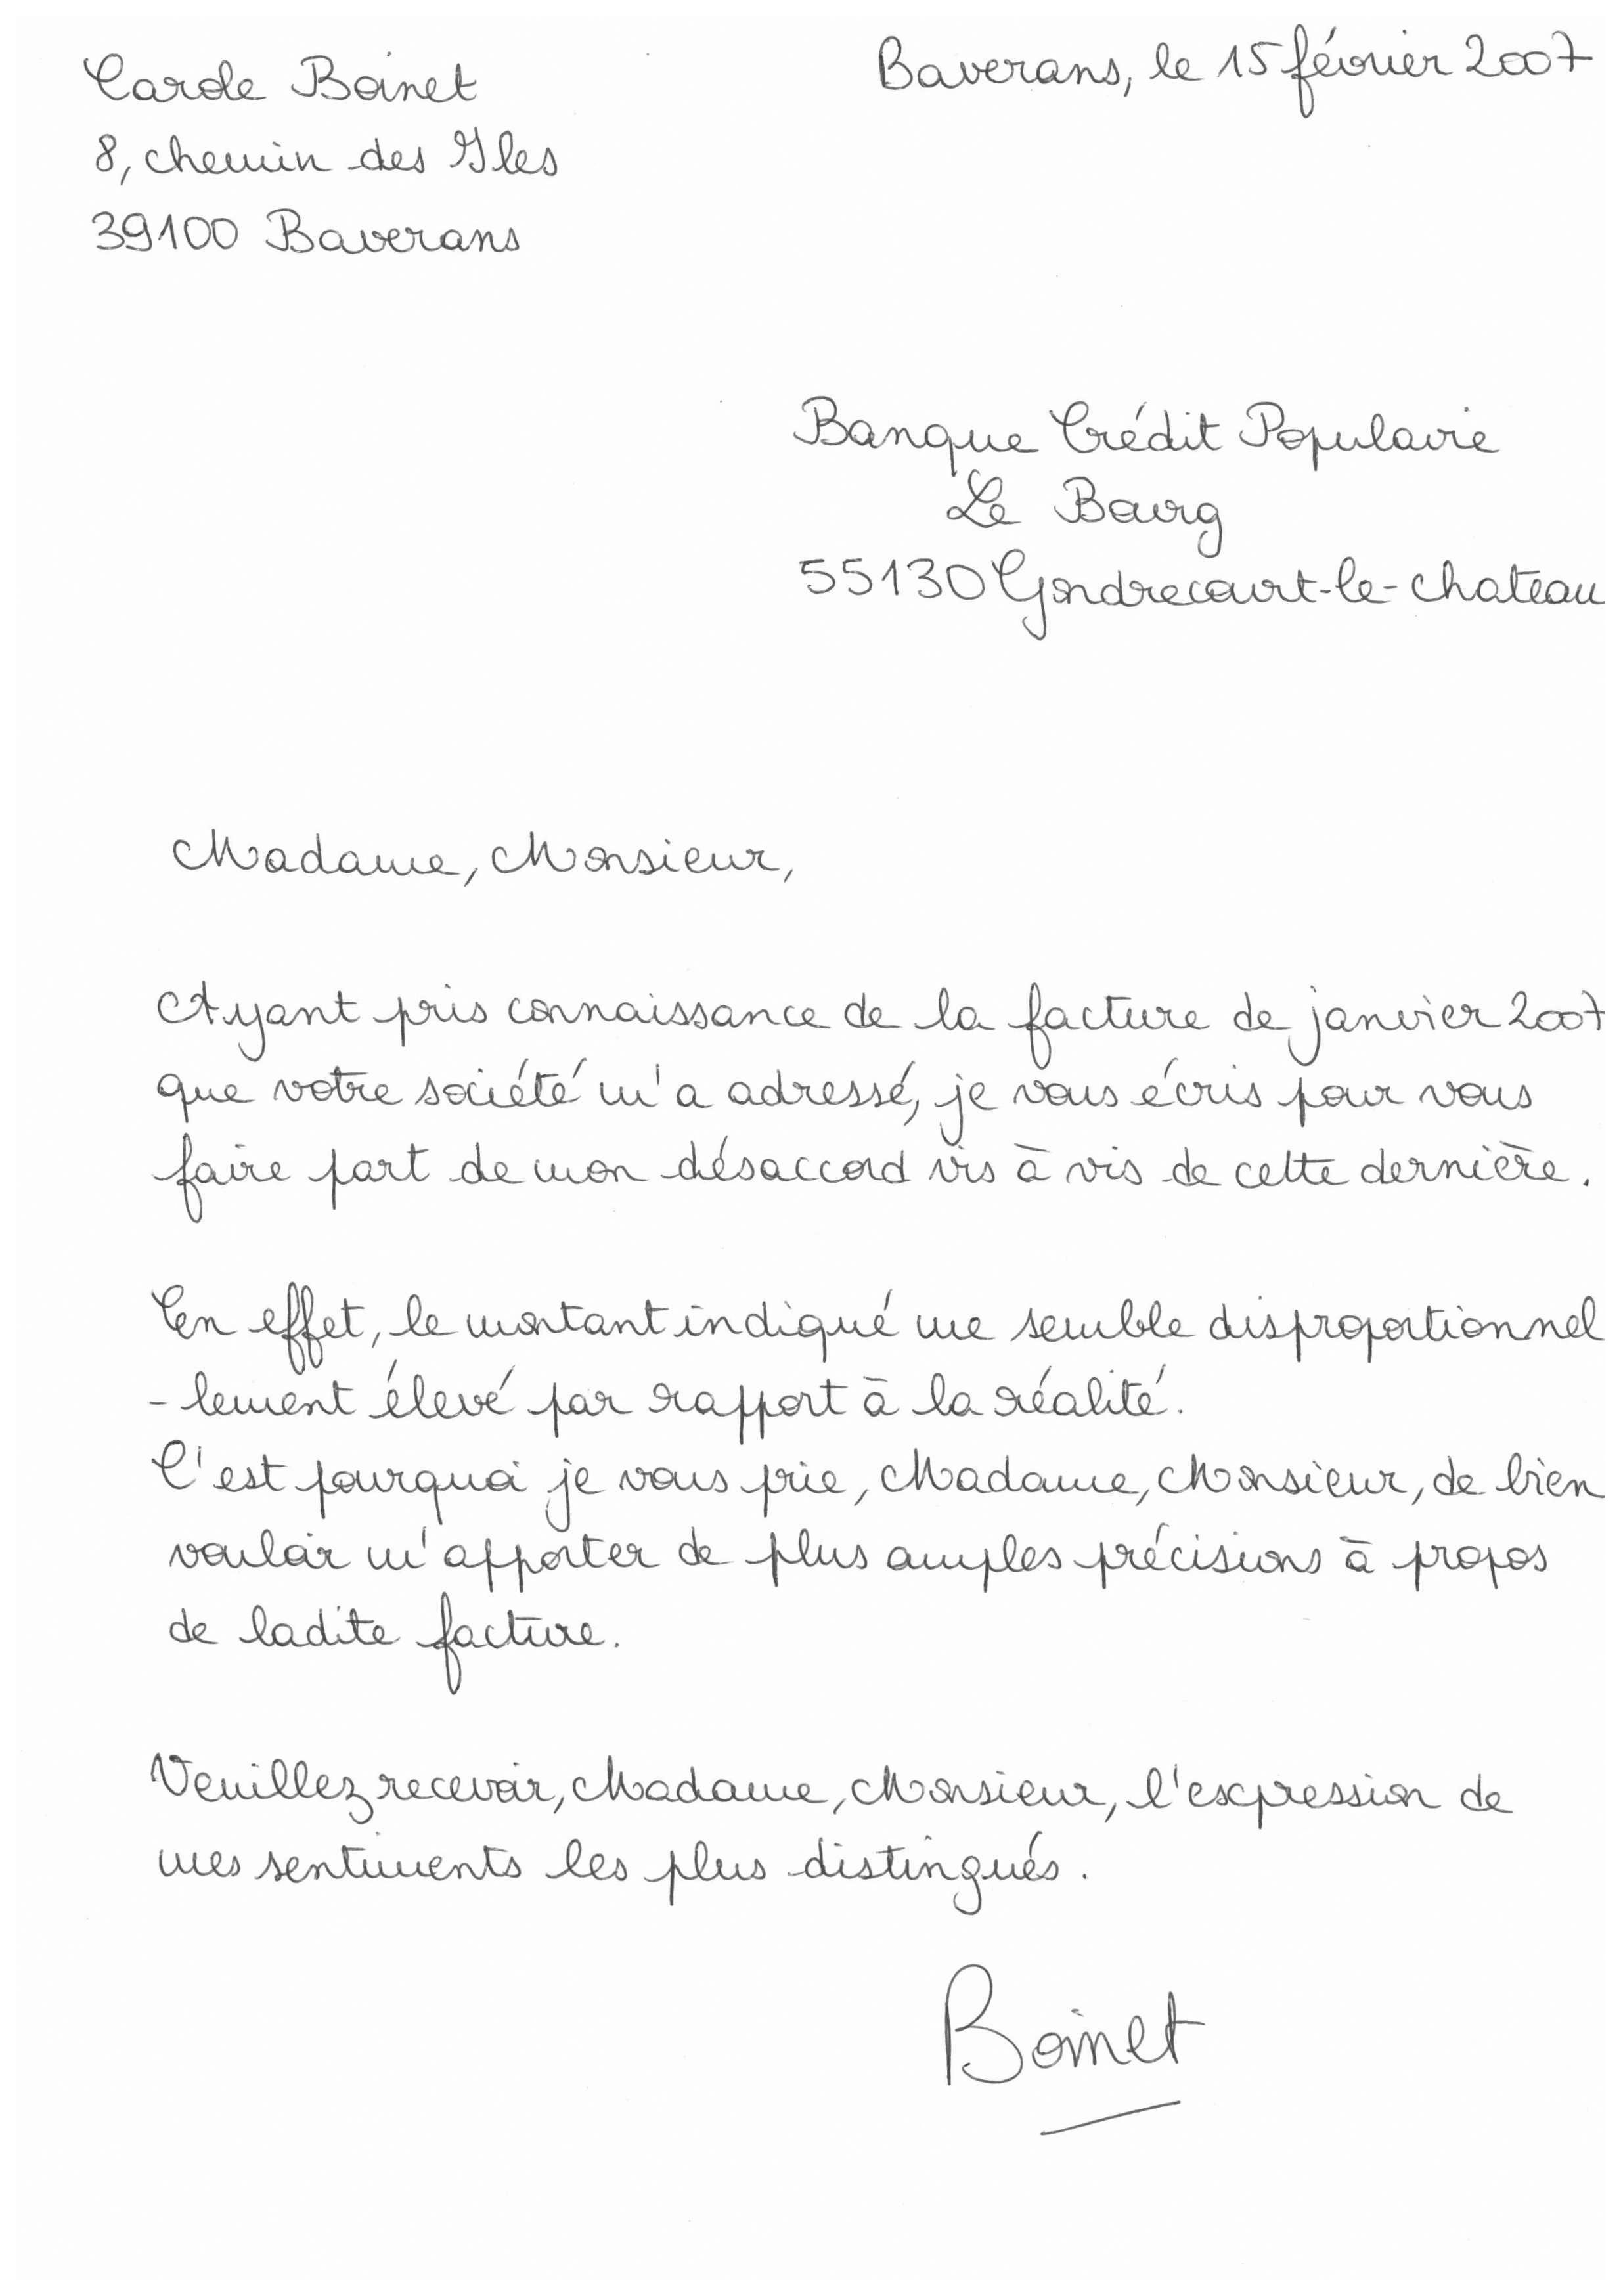 Carole Boinet
Baverans, le 15 février 2007
8, chemin des Iles
39100 Baverans
Banque Crédit Populaire
Le Bourg
55130 Gondrecourt-le-chateau
Madame, Monsieur,
Ayant pris connaissance de la facture de janvier 2007
que votre société m'a adressé, je vous écris pour vous
faire part de mon désaccord vis à vis de cette dernière.
En effet, le montant indiqué me semble disproportionnel
-lement élevé par rapport à la réalité.
C'est pourquoi je vous prie, Madame, Monsieur, de bien
vouloir m'apporter de plus amples précisions à propos
de ladite facture.
Veuillez recevoir, Madame, Monsieur, l'expression de
mes sentiments les plus distingués.
Boinet